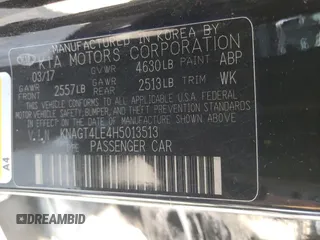 MANUFACTURED IN KOREA BY
KIA MOTORS CORPORATION
03/17 GVWR 4630LB PAINT ABP
GAWR 2557LB GAWR 2513LB TRIM WK
THIS VEHICLE CONFORMS TO ALL APPLICABLE U.S. FEDERAL MOTOR
VEHICLE SAFETY, BUMPER, AND THEFT PREVENTION STANDARDS
IN EFFECT ON THE DATE OF MANUFACTURE SHOWN ABOVE.
V.I.N. KNAGT4LE4H5013513
TYPE: PASSENGER CAR
A4
DREAMBID